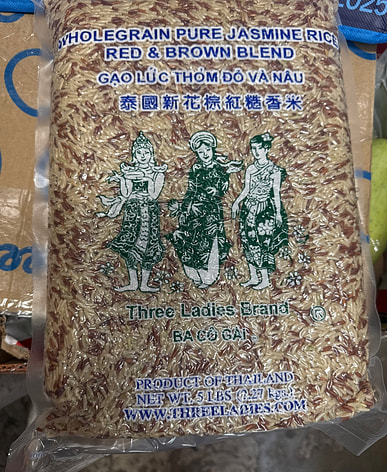 WHOLEGRAIN PURE JASMINE RICE
RED & BROWN BLEND
GẠO LỨC THƠM ĐỎ VÀ NÂU
泰國新花棕紅糙香米
Three Ladies Brand ®
BA CÔ GÁI
PRODUCT OF THAILAND
NET WT. 5 LBS (2.27 kgs.)
WWW.THREELADIES.COM
2025